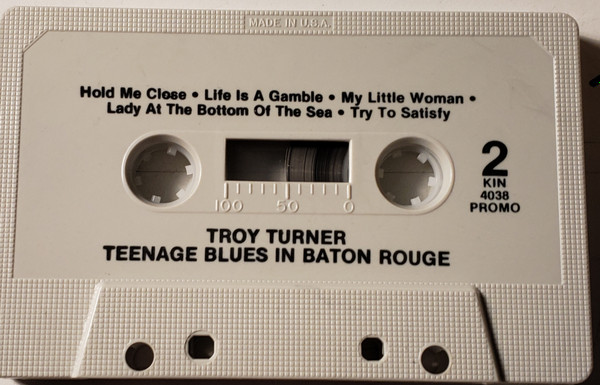 MADE IN U.S.A.
Hold Me Close • Life Is A Gamble • My Little Woman •
Lady At The Bottom Of The Sea • Try To Satisfy
2
KIN
4038
PROMO
100 50 0
TROY TURNER
TEENAGE BLUES IN BATON ROUGE